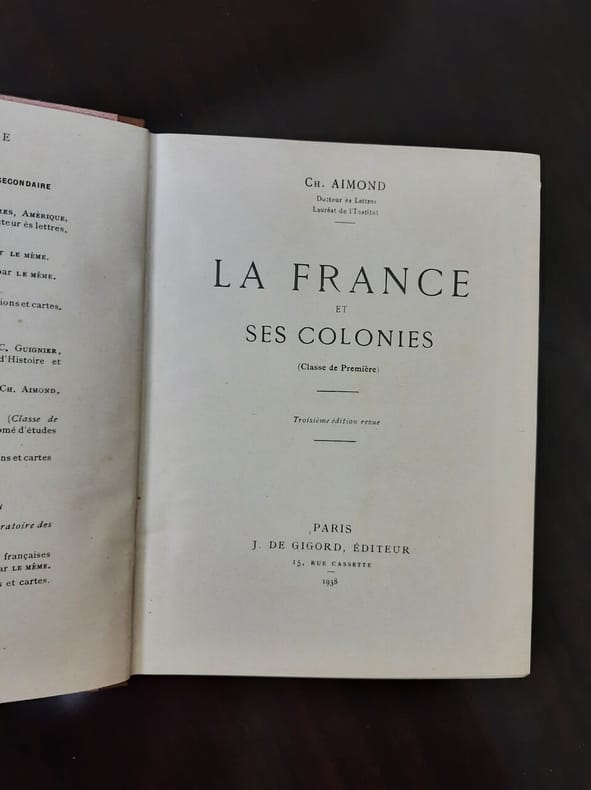 E
SECONDAIRE
RES, AMÉRIQUE,
cteur ès lettres,
r LE MÊME.
ar LE MÊME.
ions et cartes.
C. GUIGNIER,
d'Histoire et
CH. AIMOND,
(Classe de
omé d'études
ns et cartes
ratoire des
françaises
ar LE MÊME.
s et cartes.
CH. AIMOND
Docteur ès Lettres
Lauréat de l'Institut
LA FRANCE
ET
SES COLONIES
(Classe de Première)
Troisième édition revue
PARIS
J. DE GIGORD, ÉDITEUR
15, RUE CASSETTE
1938